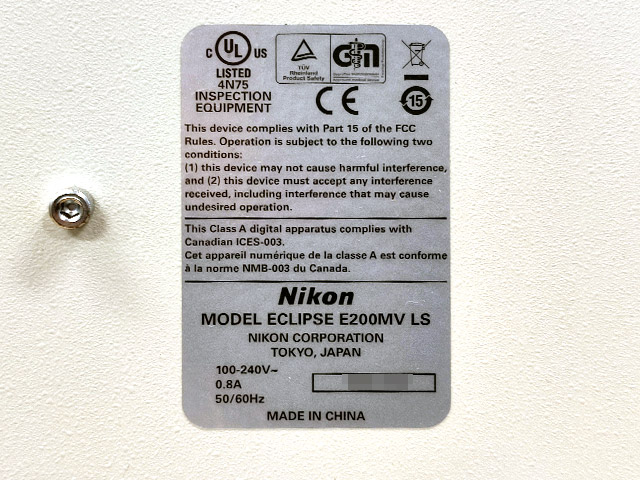 C UL US
LISTED
4N75
INSPECTION
EQUIPMENT
TÜV
Rheinland
Product Safety
CE
15
This device complies with Part 15 of the FCC
Rules. Operation is subject to the following two
conditions:
(1) this device may not cause harmful interference,
and (2) this device must accept any interference
received, including interference that may cause
undesired operation.
This Class A digital apparatus complies with
Canadian ICES-003.
Cet appareil numérique de la classe A est conforme
à la norme NMB-003 du Canada.
Nikon
MODEL ECLIPSE E200MV LS
NIKON CORPORATION
TOKYO, JAPAN
100-240V~
0.8A
50/60Hz
MADE IN CHINA